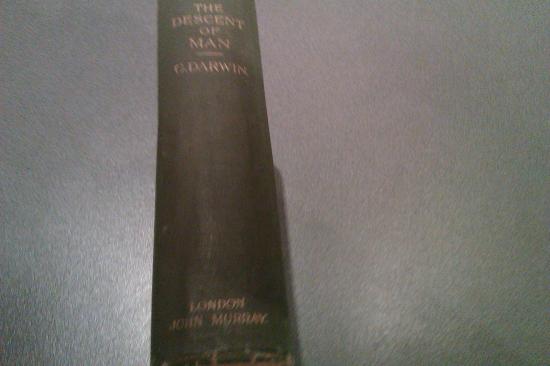 THE
DESCENT
OF
MAN
C. DARWIN
LONDON
JOHN MURRAY.